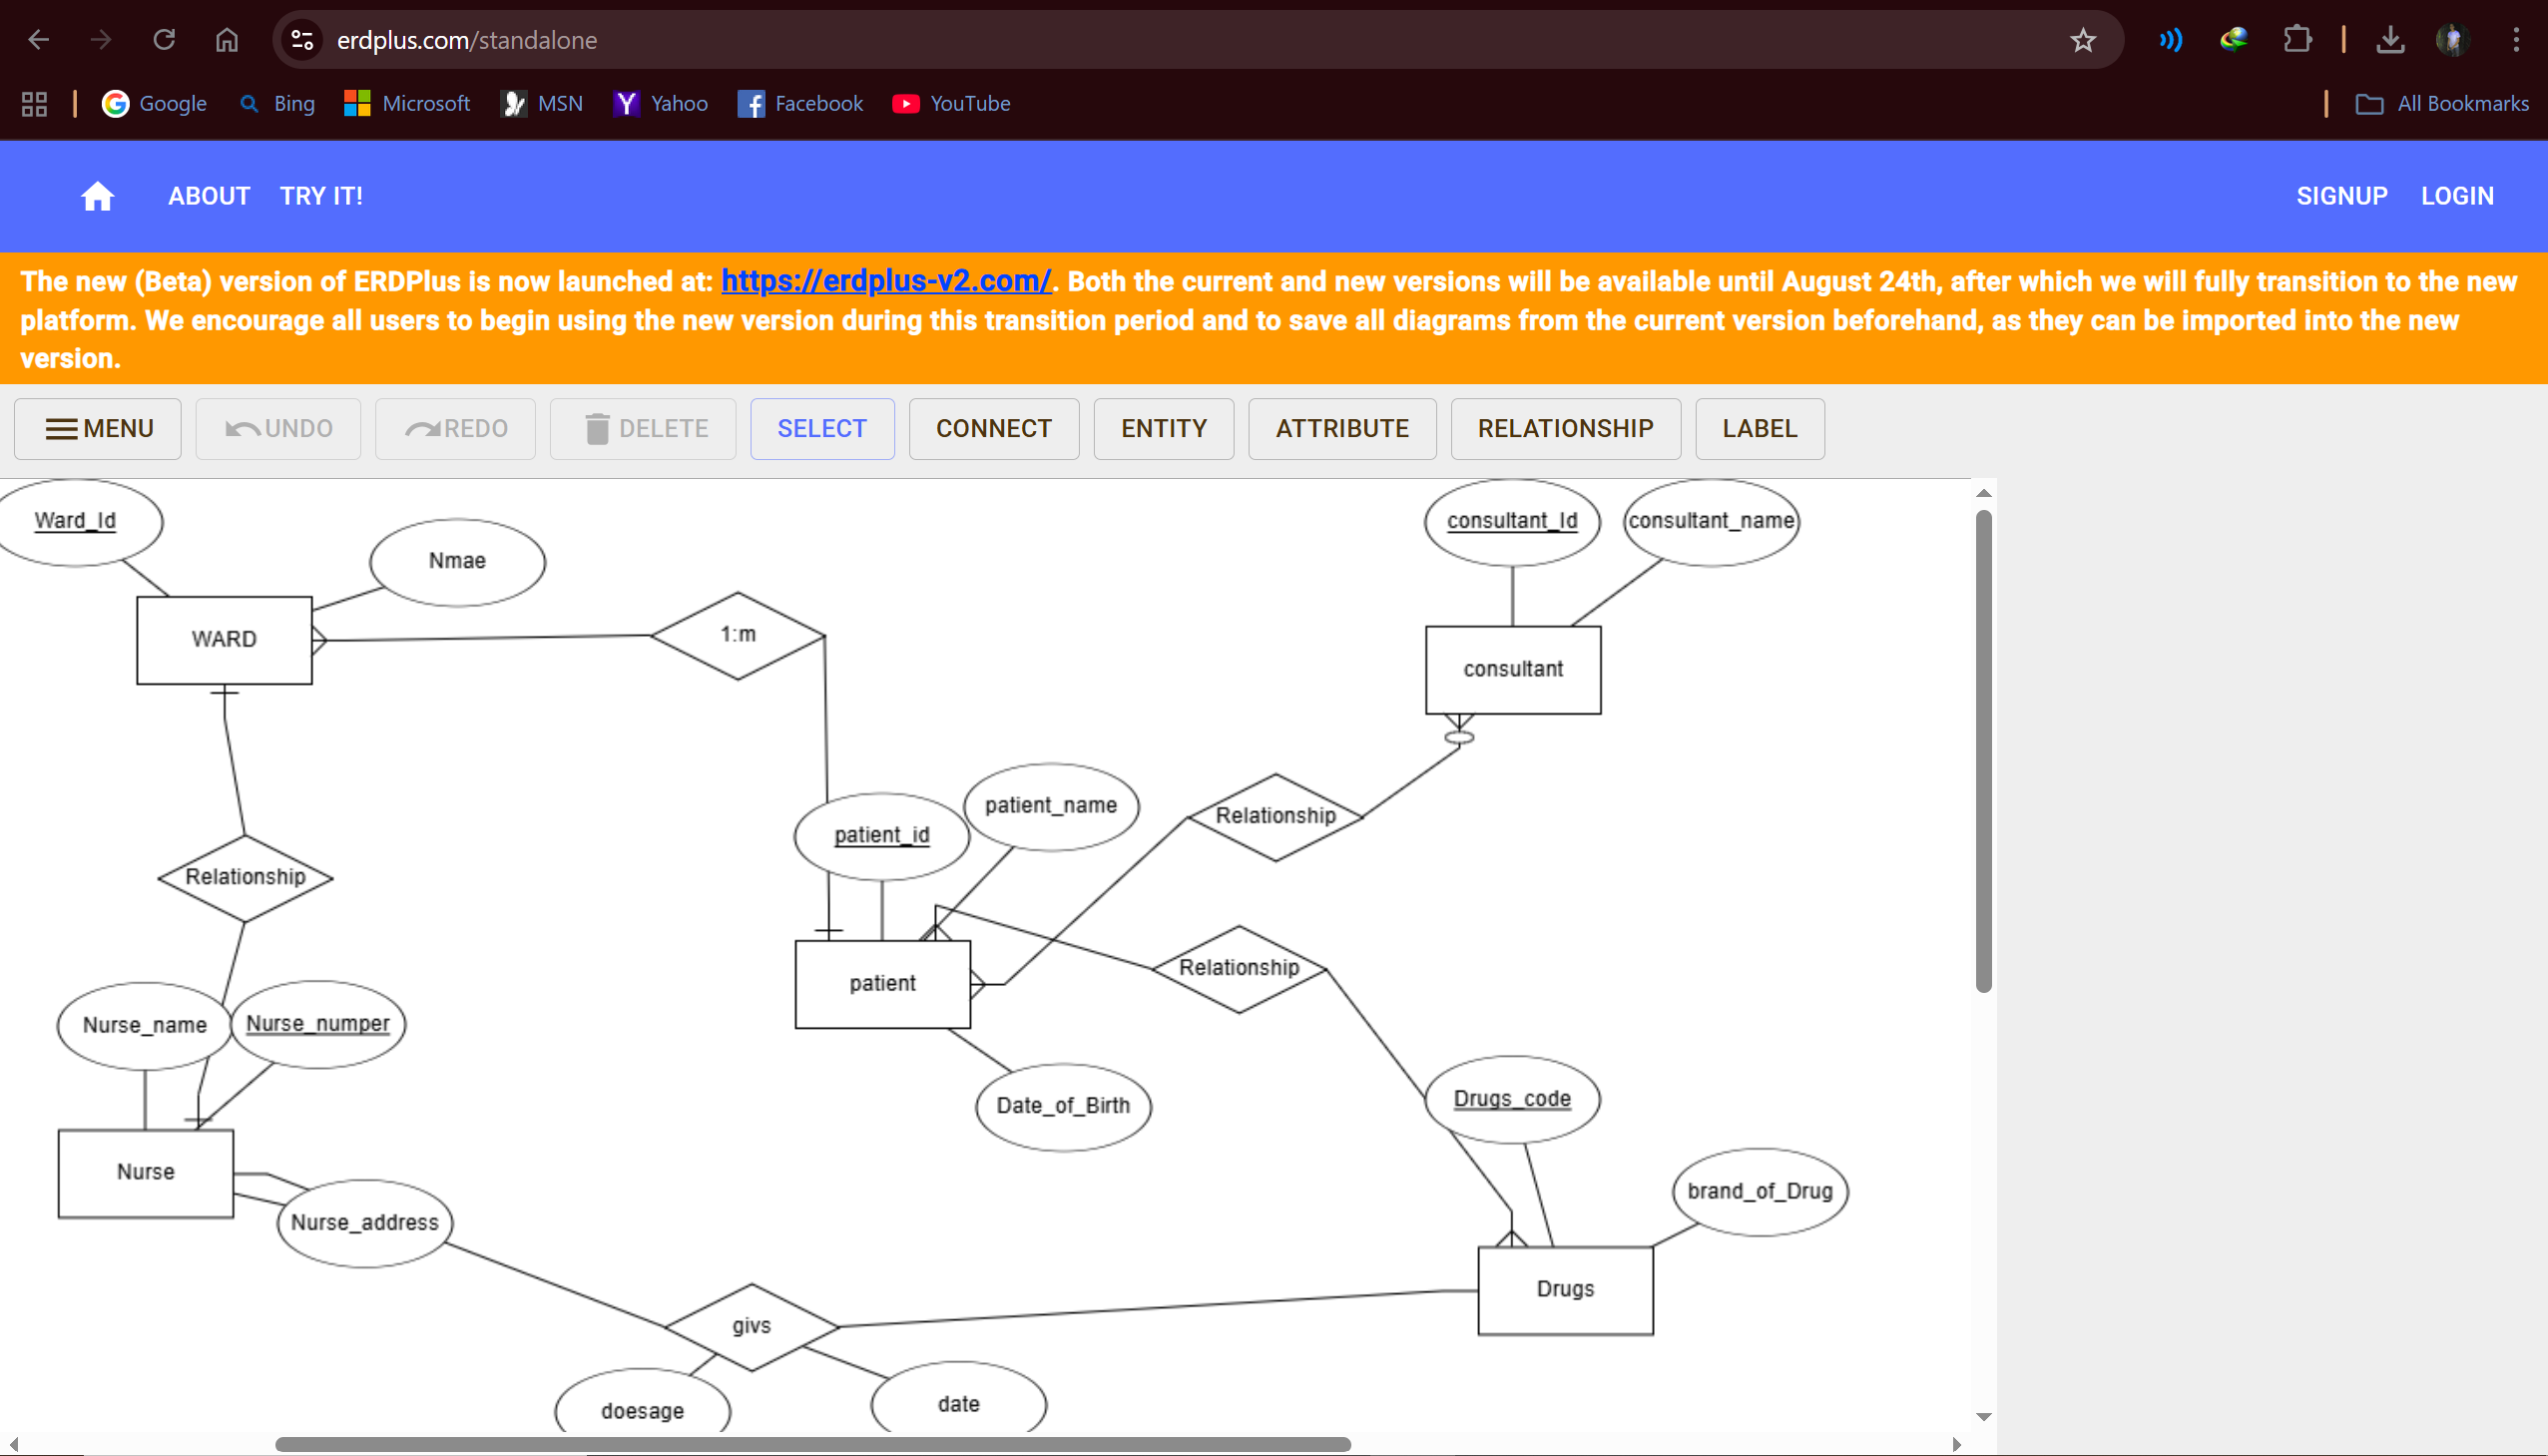 erdplus.com/standalone
Google Bing Microsoft MSN Yahoo Facebook YouTube All Bookmarks
ABOUT TRY IT! SIGNUP LOGIN
The new (Beta) version of ERDPlus is now launched at: https://erdplus-v2.com/. Both the current and new versions will be available until August 24th, after which we will fully transition to the new
platform. We encourage all users to begin using the new version during this transition period and to save all diagrams from the current version beforehand, as they can be imported into the new
version.
MENU UNDO REDO DELETE SELECT CONNECT ENTITY ATTRIBUTE RELATIONSHIP LABEL
Ward_Id
consultant_Id
consultant_name
Nmae
WARD
1:m
consultant
patient_name
Relationship
patient_id
Relationship
Relationship
patient
Nurse_name
Nurse_numper
Date_of_Birth
Drugs_code
Nurse
brand_of_Drug
Nurse_address
Drugs
givs
doesage
date